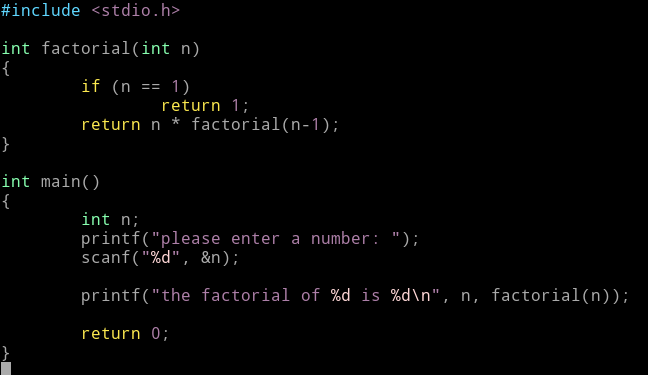 #include <stdio.h>

int factorial(int n)
{
        if (n == 1)
                return 1;
        return n * factorial(n-1);
}

int main()
{
        int n;
        printf("please enter a number: ");
        scanf("%d", &n);

        printf("the factorial of %d is %d\n", n, factorial(n));

        return 0;
}